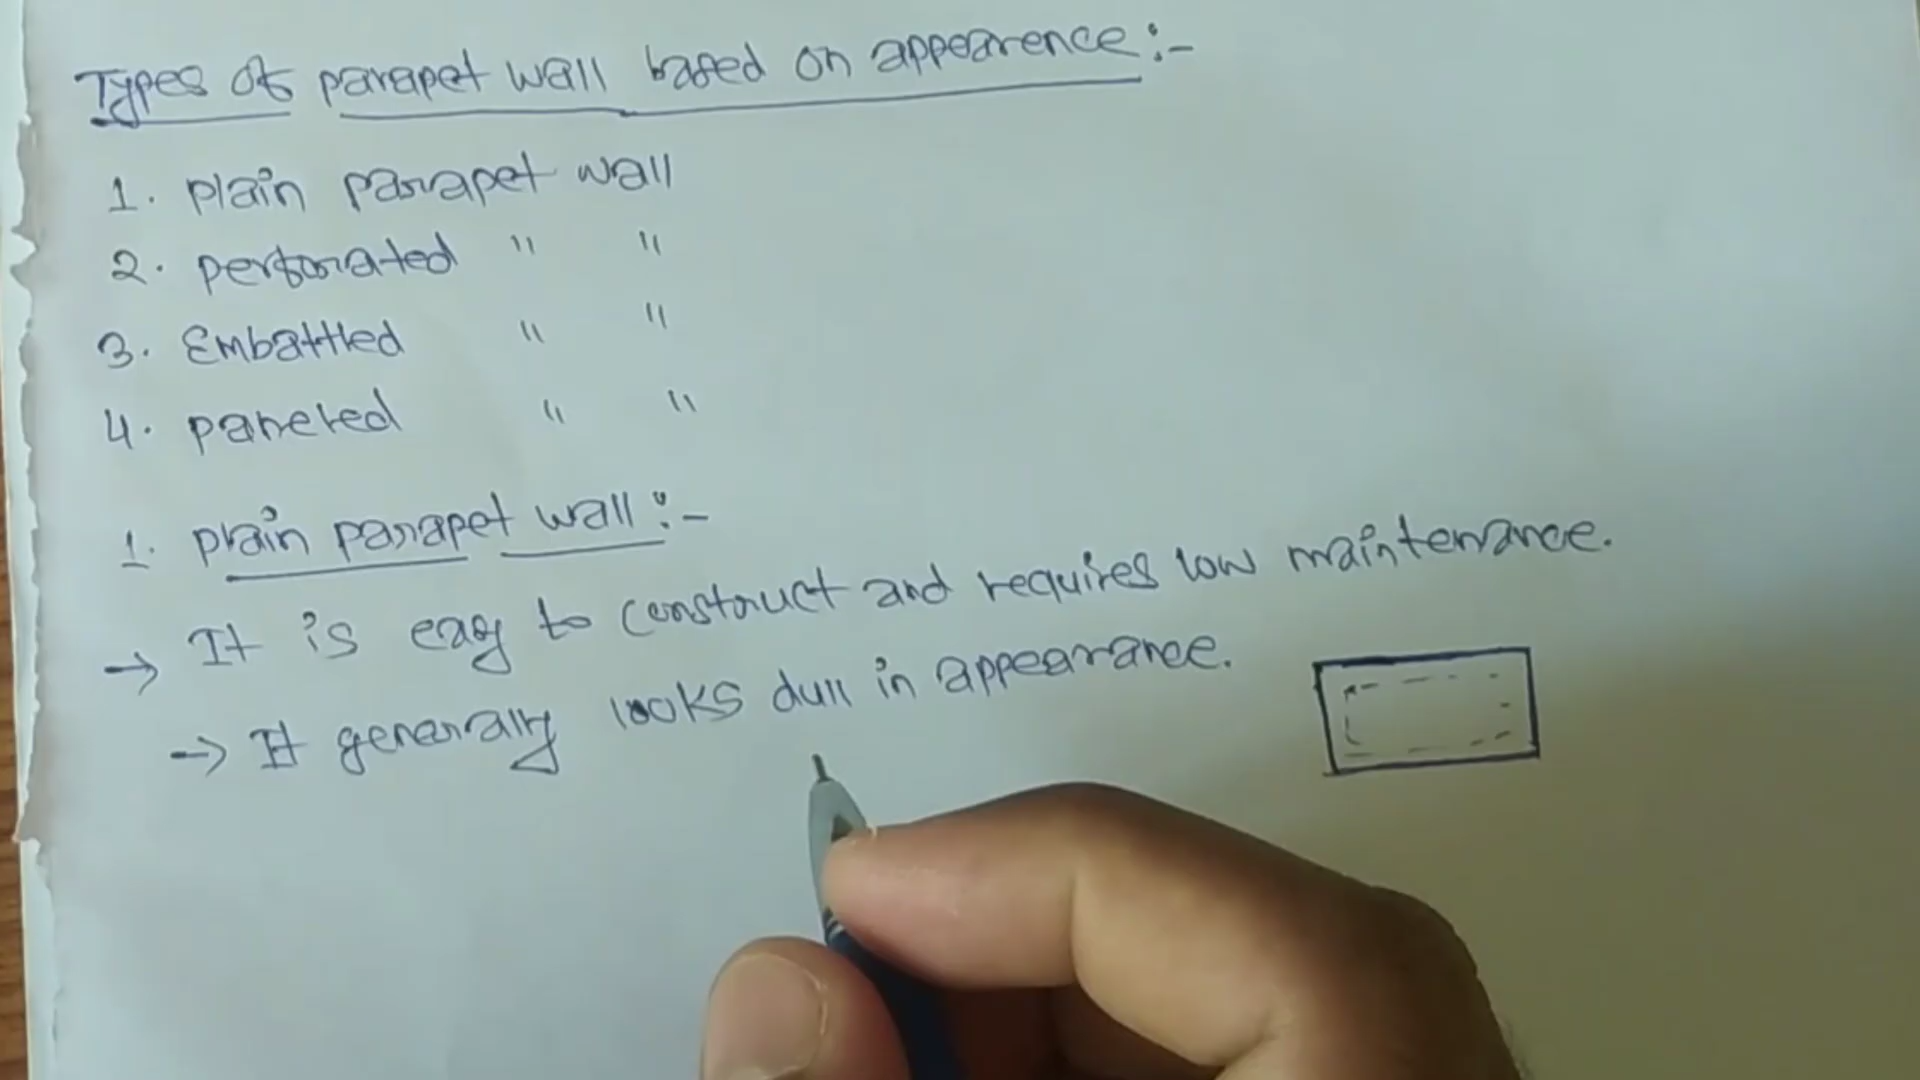 Types of parapet wall based on appearence:-
1. plain parapet wall
2. perforated " "
3. Embattled " "
4. paneled " "
1. plain parapet wall:-
→ It is easy to construct and requires low maintenance.
→ It generally looks dull in appearance.